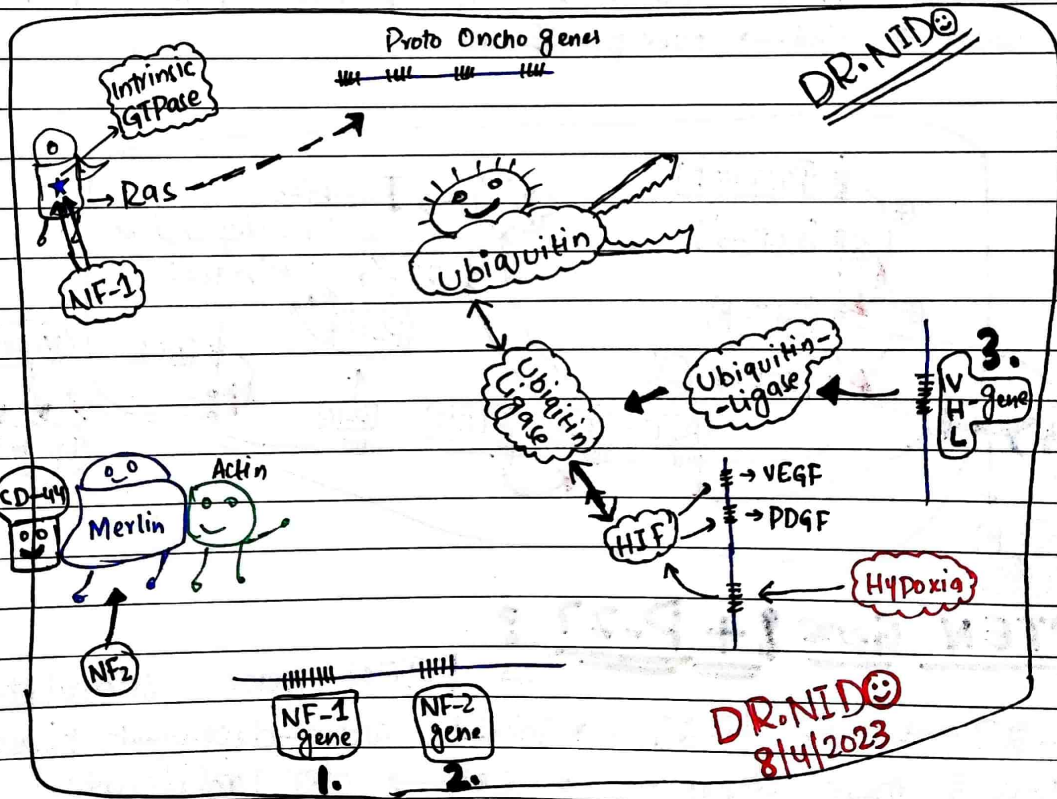 Proto Oncho genes
DR.NIDO
Intrinsic
GTPase
Ras
NF-1
Ubiquitin
Ubiqitin
Ligase
Ubiquitin-
-Ligase
3.
VHL-gene
CD-44
Merlin
Actin
HIF
VEGF
PDGF
Hypoxia
NF2
NF-1
gene
1.
NF-2
gene
2.
DR.NIDO
8/4/2023